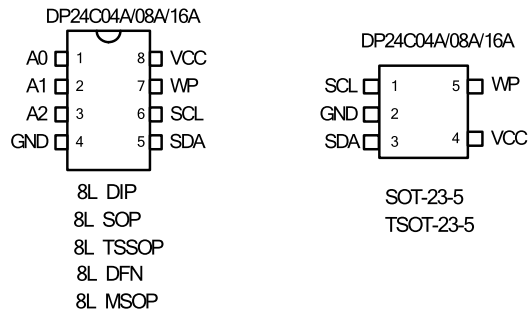 DP24C04A/08A/16A
A0 1 8 VCC
A1 2 7 WP
A2 3 6 SCL
GND 4 5 SDA
8L DIP
8L SOP
8L TSSOP
8L DFN
8L MSOP
DP24C04A/08A/16A
SCL 1 5 WP
GND 2
SDA 3 4 VCC
SOT-23-5
TSOT-23-5